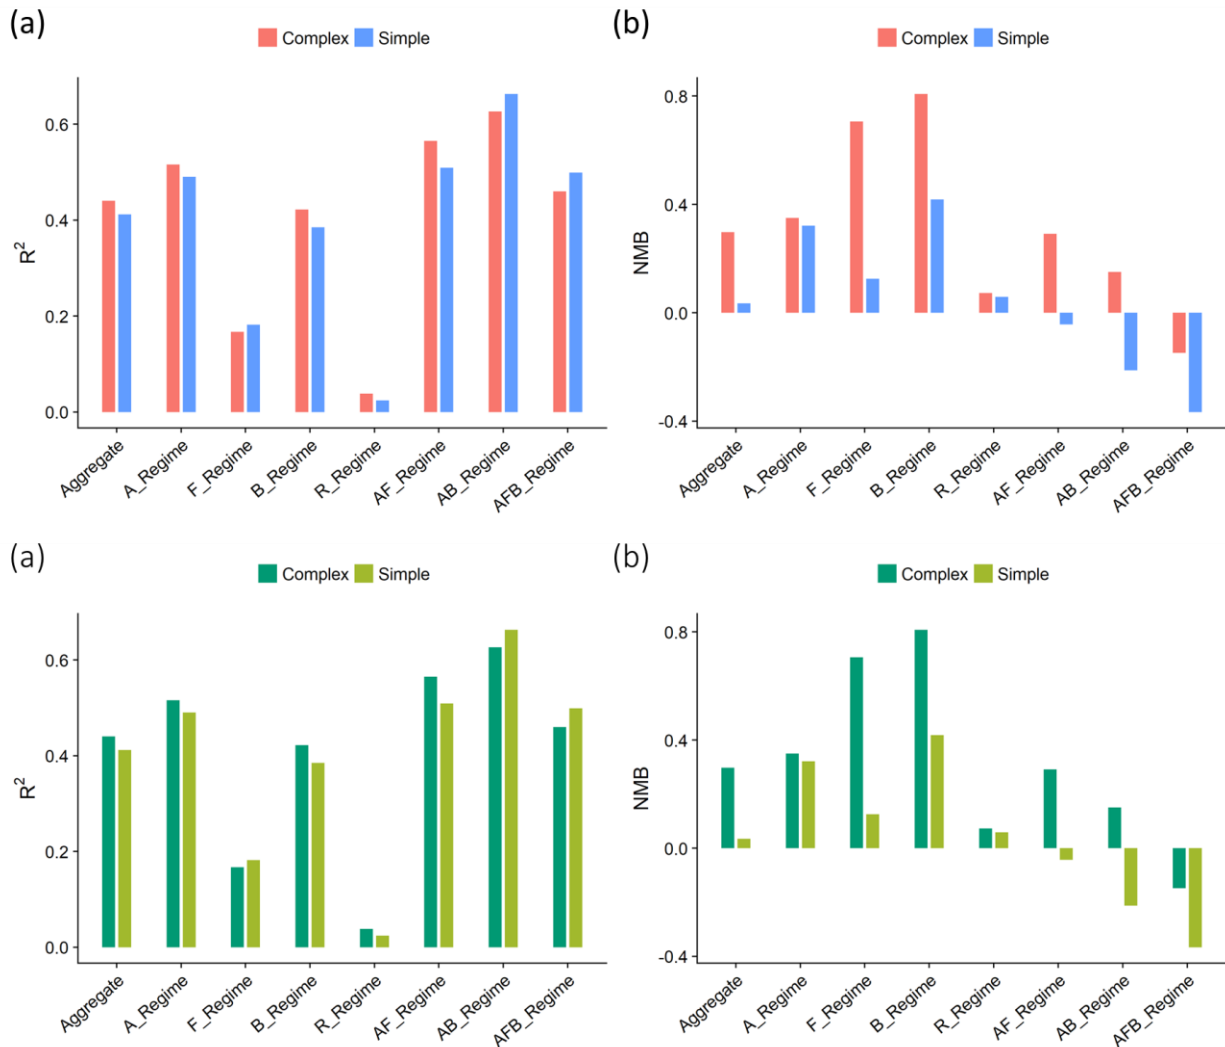 (a)
Complex Simple
R²
0.6
0.4
0.2
0.0
Aggregate
A_Regime
F_Regime
B_Regime
R_Regime
AF_Regime
AB_Regime
AFB_Regime
(b)
Complex Simple
NMB
0.8
0.4
0.0
-0.4
Aggregate
A_Regime
F_Regime
B_Regime
R_Regime
AF_Regime
AB_Regime
AFB_Regime
(a)
Complex Simple
R²
0.6
0.4
0.2
0.0
Aggregate
A_Regime
F_Regime
B_Regime
R_Regime
AF_Regime
AB_Regime
AFB_Regime
(b)
Complex Simple
NMB
0.8
0.4
0.0
-0.4
Aggregate
A_Regime
F_Regime
B_Regime
R_Regime
AF_Regime
AB_Regime
AFB_Regime